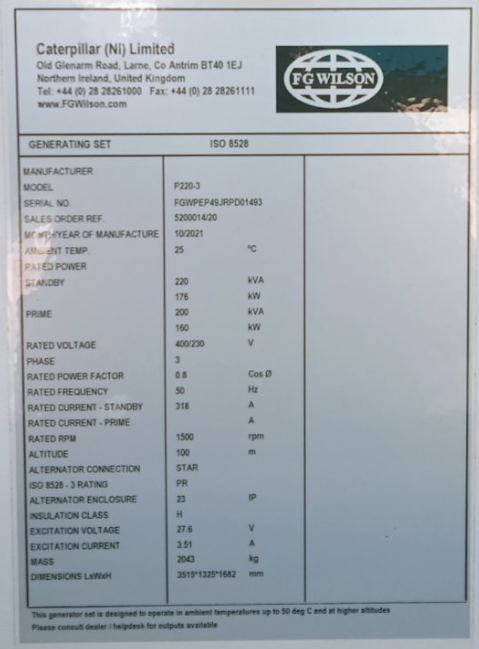 Caterpillar (NI) Limited
Old Glenarm Road, Larne, Co Antrim BT40 1EJ
Northern Ireland, United Kingdom
Tel: +44 (0) 28 28261000 Fax: +44 (0) 28 28261111
www.FGWilson.com
FG WILSON
GENERATING SET ISO 8528
MANUFACTURER
MODEL P220-3
SERIAL NO. FGWPEP49JRPD01493
SALES ORDER REF. 5200014/20
MONTH/YEAR OF MANUFACTURE 10/2021
AMBIENT TEMP. 25 °C
RATED POWER
STANDBY 220 kVA
176 kW
PRIME 200 kVA
160 kW
RATED VOLTAGE 400/230 V
PHASE 3
RATED POWER FACTOR 0.8 Cos Ø
RATED FREQUENCY 50 Hz
RATED CURRENT - STANDBY 318 A
RATED CURRENT - PRIME A
RATED RPM 1500 rpm
ALTITUDE 100 m
ALTERNATOR CONNECTION STAR
ISO 8528 - 3 RATING PR
ALTERNATOR ENCLOSURE 23 IP
INSULATION CLASS H
EXCITATION VOLTAGE 27.6 V
EXCITATION CURRENT 3.51 A
MASS 2043 kg
DIMENSIONS LxWxH 3515*1325*1682 mm
This generator set is designed to operate in ambient temperatures up to 50 deg C and at higher altitudes
Please consult dealer / helpdesk for outputs available